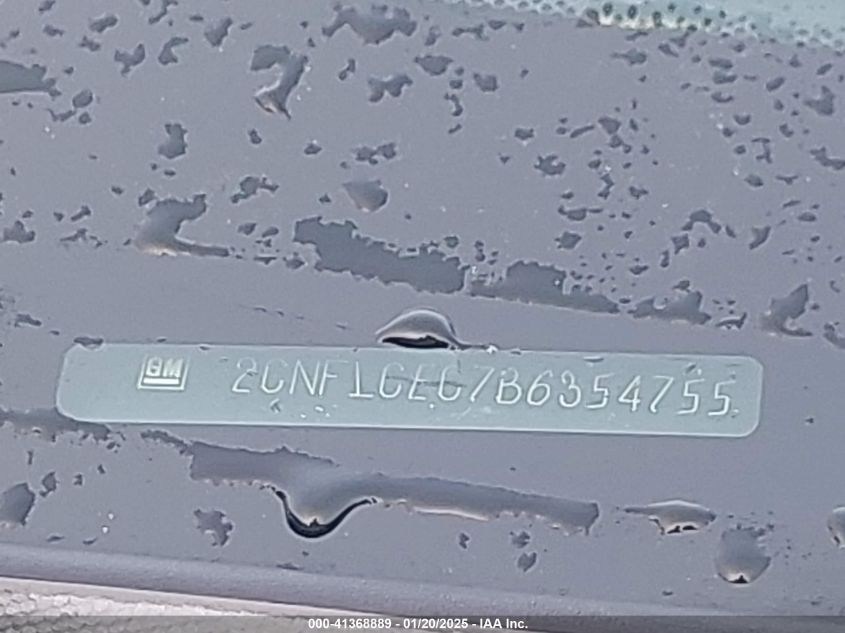 GM 2CNFLCEC7B6354755
000-41368889 - 01/20/2025 - IAA Inc.